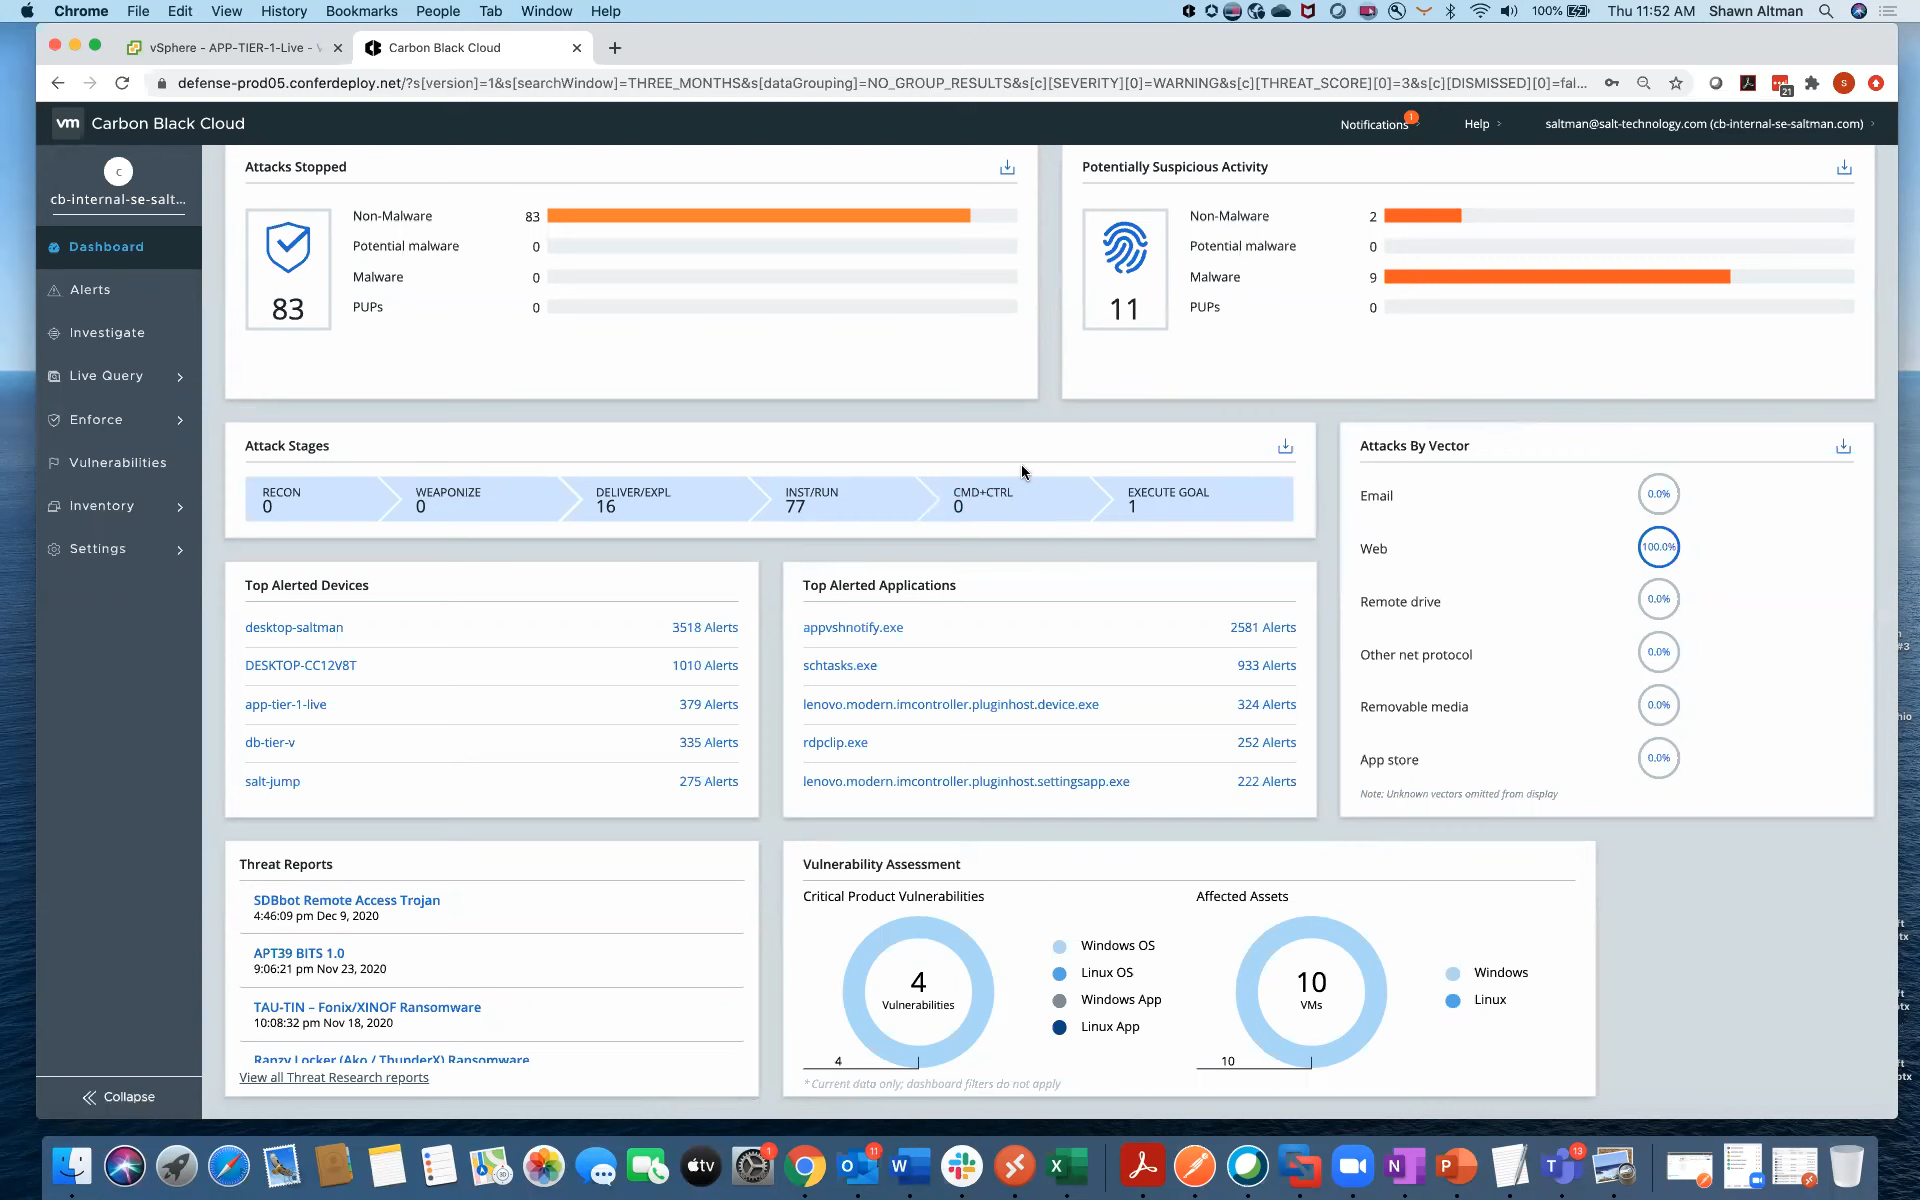 Chrome File Edit View History Bookmarks People Tab Window Help
100% Thu 11:52 AM Shawn Altman
vSphere - APP-TIER-1-Live -
Carbon Black Cloud
defense-prod05.conferdeploy.net/?s[version]=1&s[searchWindow]=THREE_MONTHS&s[dataGrouping]=NO_GROUP_RESULTS&s[c][SEVERITY][0]=WARNING&s[c][THREAT_SCORE][0]=3&s[c][DISMISSED][0]=fal...
21
S
vm Carbon Black Cloud
Notifications 1
Help
saltman@salt-technology.com (cb-internal-se-saltman.com)
C
cb-internal-se-salt...
Dashboard
Alerts
Investigate
Live Query
Enforce
Vulnerabilities
Inventory
Settings
Collapse
Attacks Stopped
83
Non-Malware 83
Potential malware 0
Malware 0
PUPs 0
Potentially Suspicious Activity
11
Non-Malware 2
Potential malware 0
Malware 9
PUPs 0
Attack Stages
RECON
0
WEAPONIZE
0
DELIVER/EXPL
16
INST/RUN
77
CMD+CTRL
0
EXECUTE GOAL
1
Attacks By Vector
Email 0.0%
Web 100.0%
Remote drive 0.0%
Other net protocol 0.0%
Removable media 0.0%
App store 0.0%
Note: Unknown vectors omitted from display
Top Alerted Devices
desktop-saltman 3518 Alerts
DESKTOP-CC12V8T 1010 Alerts
app-tier-1-live 379 Alerts
db-tier-v 335 Alerts
salt-jump 275 Alerts
Top Alerted Applications
appvshnotify.exe 2581 Alerts
schtasks.exe 933 Alerts
lenovo.modern.imcontroller.pluginhost.device.exe 324 Alerts
rdpclip.exe 252 Alerts
lenovo.modern.imcontroller.pluginhost.settingsapp.exe 222 Alerts
Threat Reports
SDBbot Remote Access Trojan
4:46:09 pm Dec 9, 2020
APT39 BITS 1.0
9:06:21 pm Nov 23, 2020
TAU-TIN – Fonix/XINOF Ransomware
10:08:32 pm Nov 18, 2020
Ranzy Locker (Ako / ThunderX) Ransomware
View all Threat Research reports
Vulnerability Assessment
Critical Product Vulnerabilities
4
Vulnerabilities
4
Windows OS
Linux OS
Windows App
Linux App
Affected Assets
10
VMs
10
Windows
Linux
* Current data only; dashboard filters do not apply
tv
1
11
13